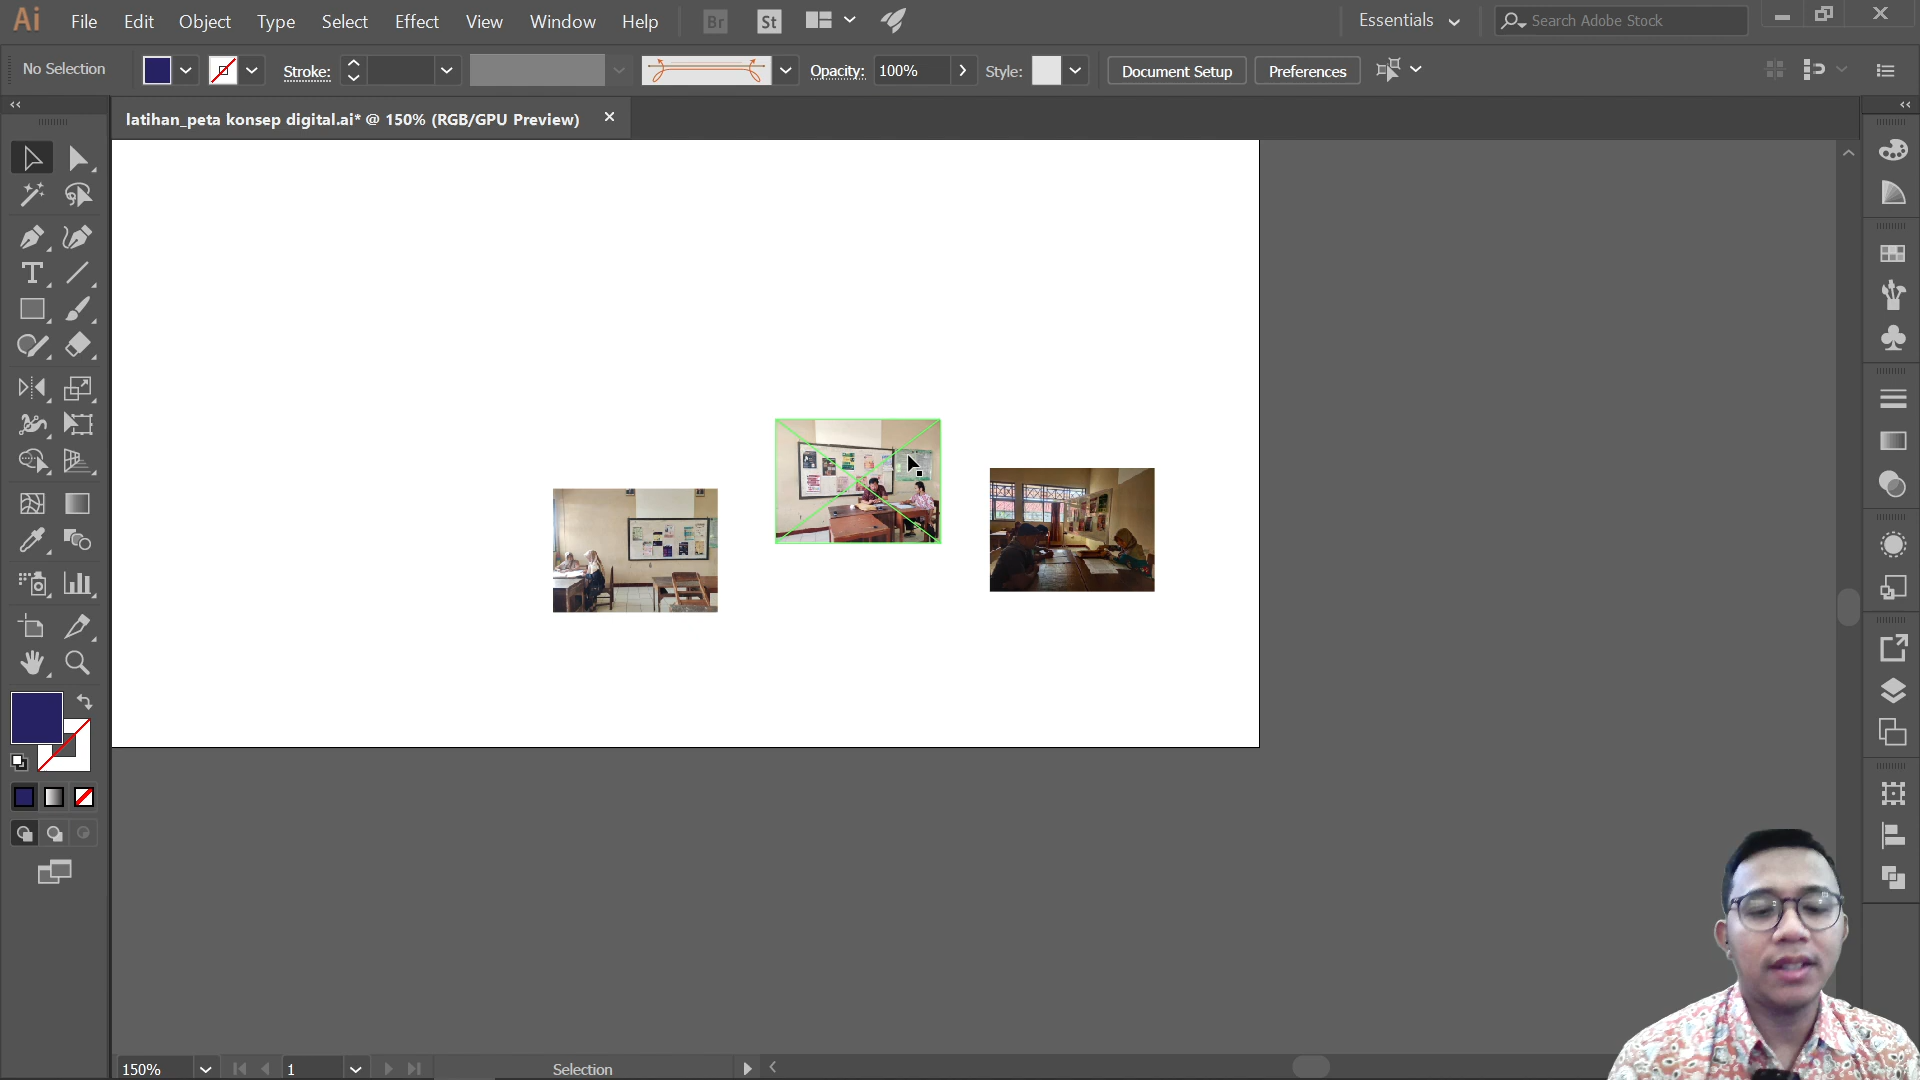 Ai File Edit Object Type Select Effect View Window Help Br St Essentials Search Adobe Stock
No Selection Stroke: Opacity: 100% Style: Document Setup Preferences
latihan_peta konsep digital.ai* @ 150% (RGB/GPU Preview)
150% 1 Selection